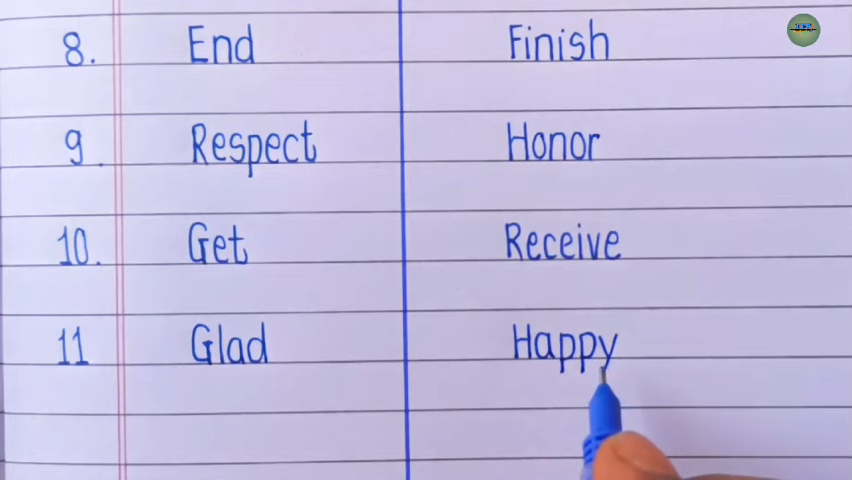 8. End Finish
9. Respect Honor
10. Get Receive
11 Glad Happy